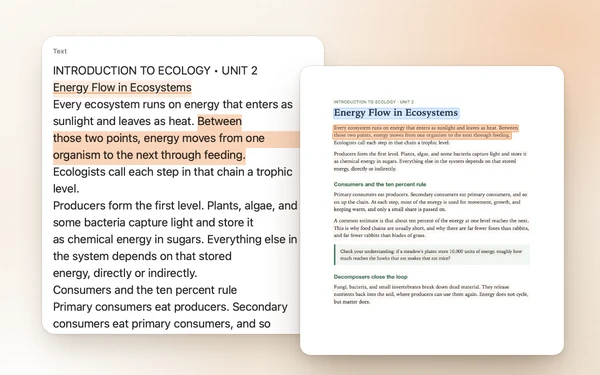 Text
INTRODUCTION TO ECOLOGY • UNIT 2
Energy Flow in Ecosystems
Every ecosystem runs on energy that enters as
sunlight and leaves as heat. Between
those two points, energy moves from one
organism to the next through feeding.
Ecologists call each step in that chain a trophic
level.
Producers form the first level. Plants, algae, and
some bacteria capture light and store it
as chemical energy in sugars. Everything else in
the system depends on that stored
energy, directly or indirectly.
Consumers and the ten percent rule
Primary consumers eat producers. Secondary
consumers eat primary consumers, and so
INTRODUCTION TO ECOLOGY · UNIT 2
Energy Flow in Ecosystems
Every ecosystem runs on energy that enters as sunlight and leaves as heat. Between
those two points, energy moves from one organism to the next through feeding.
Ecologists call each step in that chain a trophic level.
Producers form the first level. Plants, algae, and some bacteria capture light and store it
as chemical energy in sugars. Everything else in the system depends on that stored
energy, directly or indirectly.
Consumers and the ten percent rule
Primary consumers eat producers. Secondary consumers eat primary consumers, and so
on up the chain. At each step, most of the energy is used for movement, growth, and
keeping warm, and only a small share is passed on.
A common estimate is that about ten percent of the energy at one level reaches the next.
This is why food chains are usually short, and why there are far fewer foxes than rabbits,
and far fewer rabbits than blades of grass.
Check your understanding: if a meadow's plants store 10,000 units of energy, roughly how
much reaches the hawks that eat the mice that eat the
Decomposers close the loop
Fungi, bacteria, and small invertebrates break down dead material. They release
nutrients back into the soil, where producers can use them again. Energy does not cycle,
but matter does.